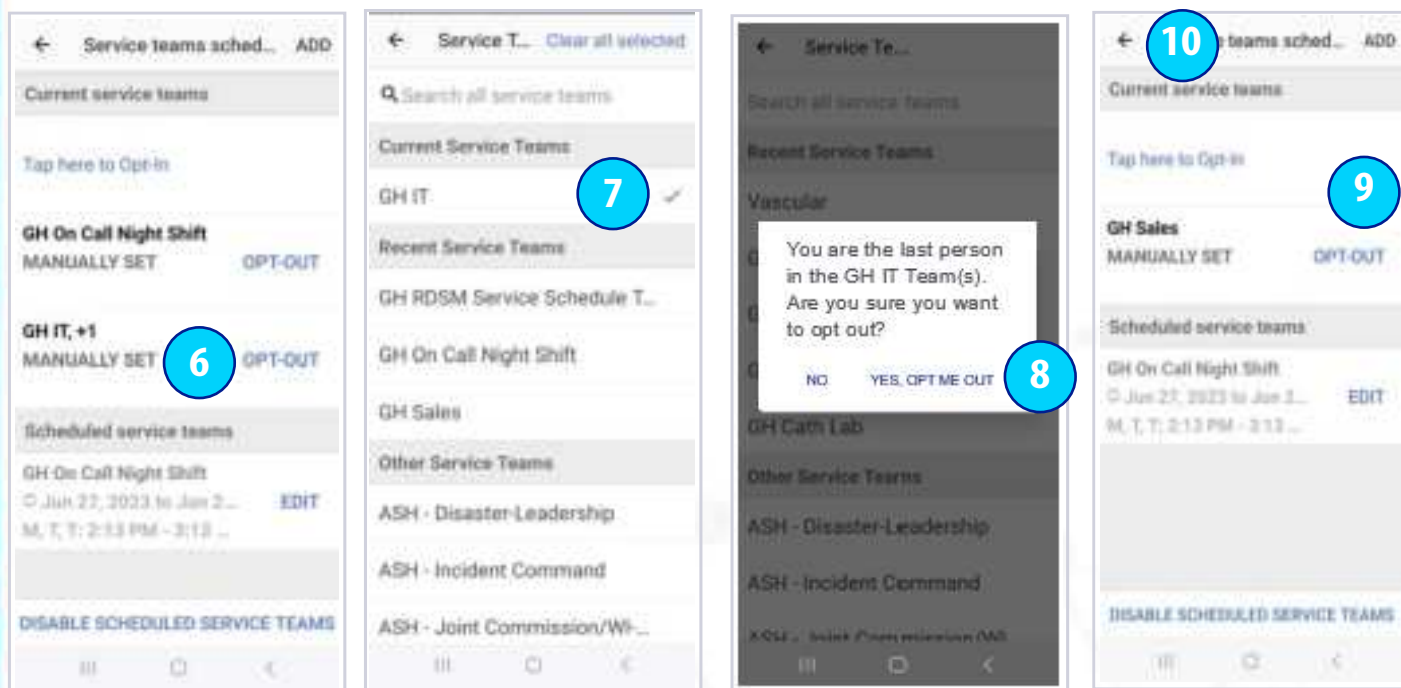 Service teams sched... ADD
Current service teams
Tap here to Opt-In
GH On Call Night Shift
MANUALLY SET OPT-OUT
GH IT, +1
MANUALLY SET 6 OPT-OUT
Scheduled service teams
GH On Call Night Shift
Jun 27, 2023 to Jun 2... EDIT
M, T, T: 2:13 PM - 3:13 ...
DISABLE SCHEDULED SERVICE TEAMS
Service T... Clear all selected
Search all service teams
Current Service Teams
GH IT 7
Recent Service Teams
GH RDSM Service Schedule T...
GH On Call Night Shift
GH Sales
Other Service Teams
ASH - Disaster-Leadership
ASH - Incident Command
ASH - Joint Commission/WI-...
Service Te...
Search all service teams
Recent Service Teams
Vascular
You are the last person
in the GH IT Team(s).
Are you sure you want
to opt out?
NO YES, OPT ME OUT 8
GH Cath Lab
Other Service Teams
ASH - Disaster-Leadership
ASH - Incident Command
ASH - Joint Commission/WI
10 teams sched... ADD
Current service teams
Tap here to Opt-In
9
GH Sales
MANUALLY SET OPT-OUT
Scheduled service teams
GH On Call Night Shift
Jun 27, 2023 to Jun 2... EDIT
M, T, T: 2:13 PM - 3:13 ...
DISABLE SCHEDULED SERVICE TEAMS